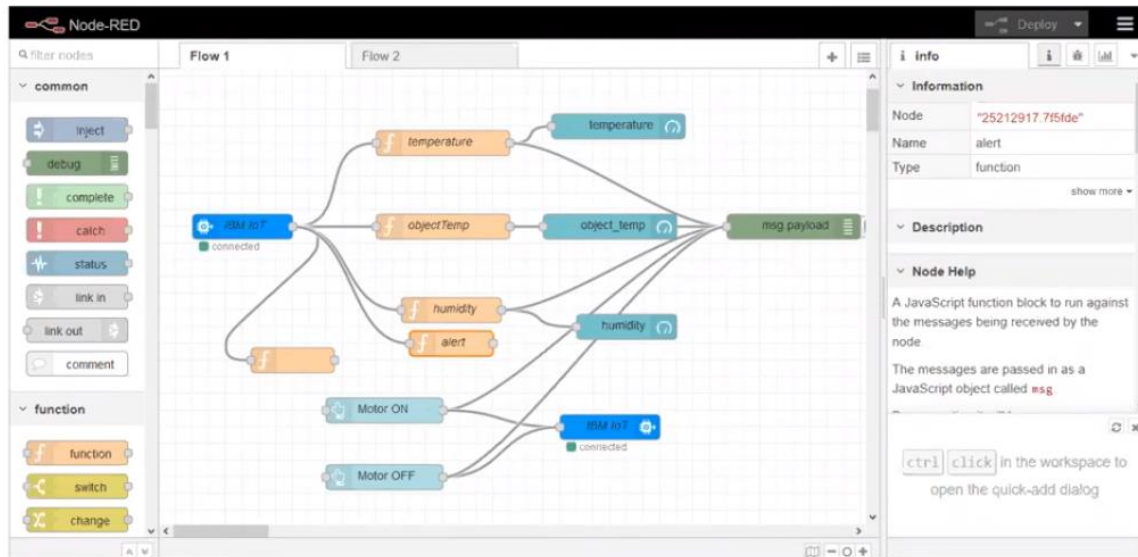 Node-RED
Deploy
filter nodes
Flow 1
Flow 2
info
i
common
inject
debug
complete
catch
status
link in
link out
comment
function
function
switch
change
temperature
temperature
IBM IoT
connected
objectTemp
object_temp
msg.payload
humidity
humidity
alert
Motor ON
IBM IoT
connected
Motor OFF
Information
Node "25212917.7f5fde"
Name alert
Type function
show more
Description
Node Help
A JavaScript function block to run against
the messages being received by the
node.
The messages are passed in as a
JavaScript object called msg.
ctrl click in the workspace to
open the quick-add dialog